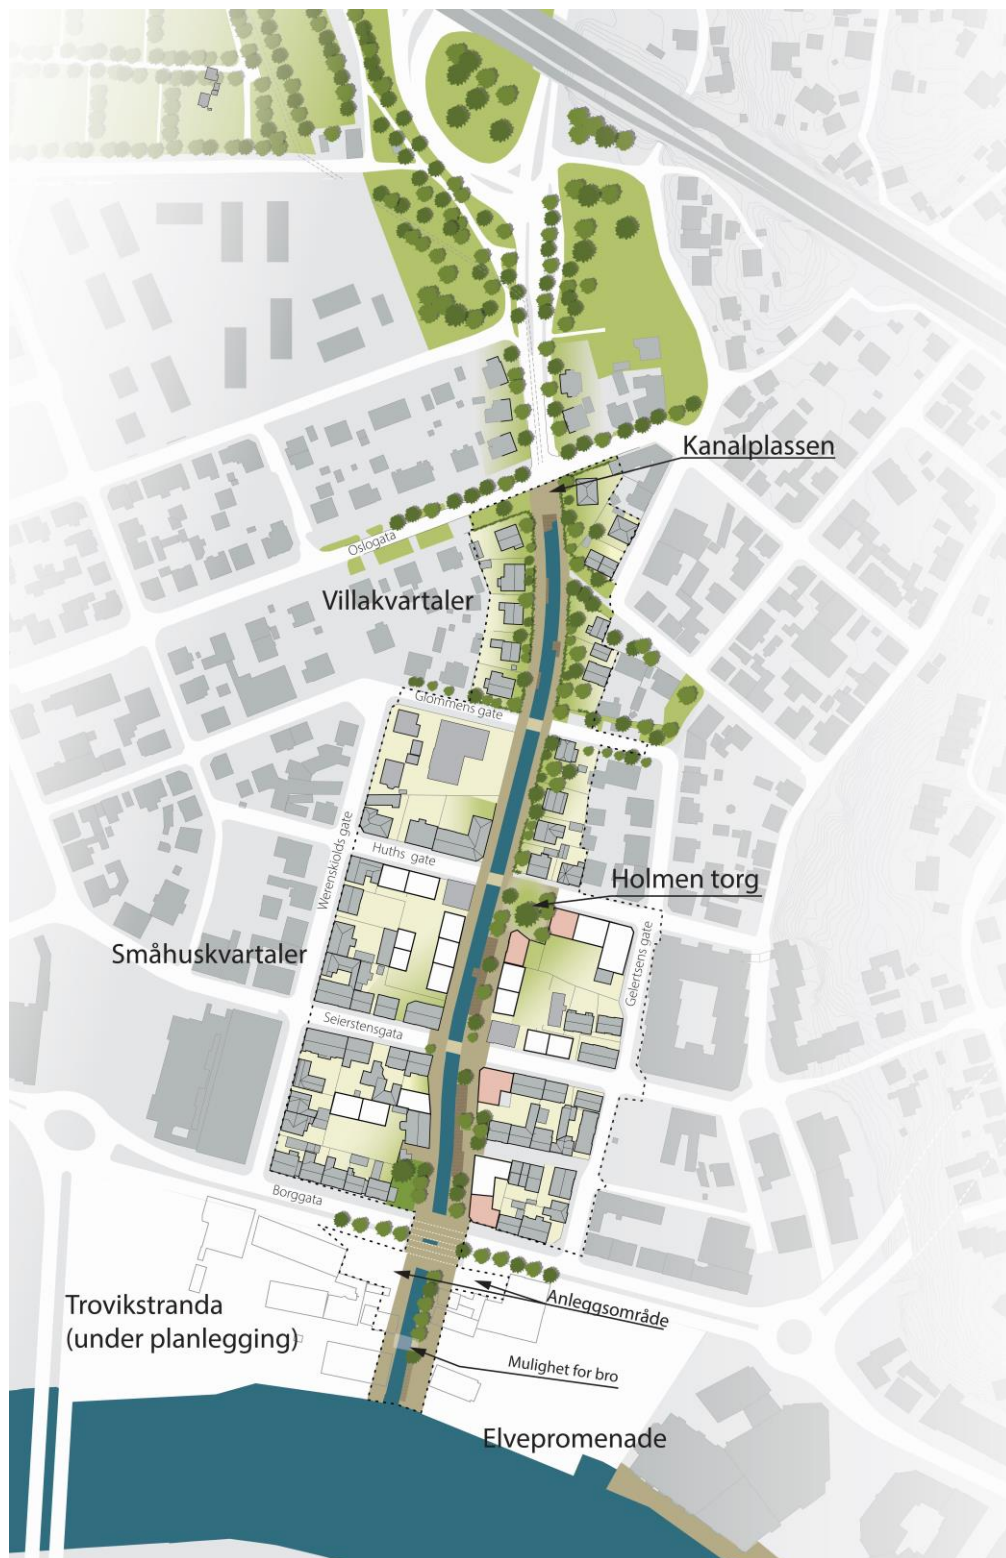 Kanalplassen
Oslogata
Villakvartaler
Glommens gate
Werenskiolds gate
Huths gate
Holmen torg
Småhuskvartaler
Gelertsens gate
Seierstensgata
Borggata
Trovikstranda
(under planlegging)
Anleggsområde
Mulighet for bro
Elvepromenade